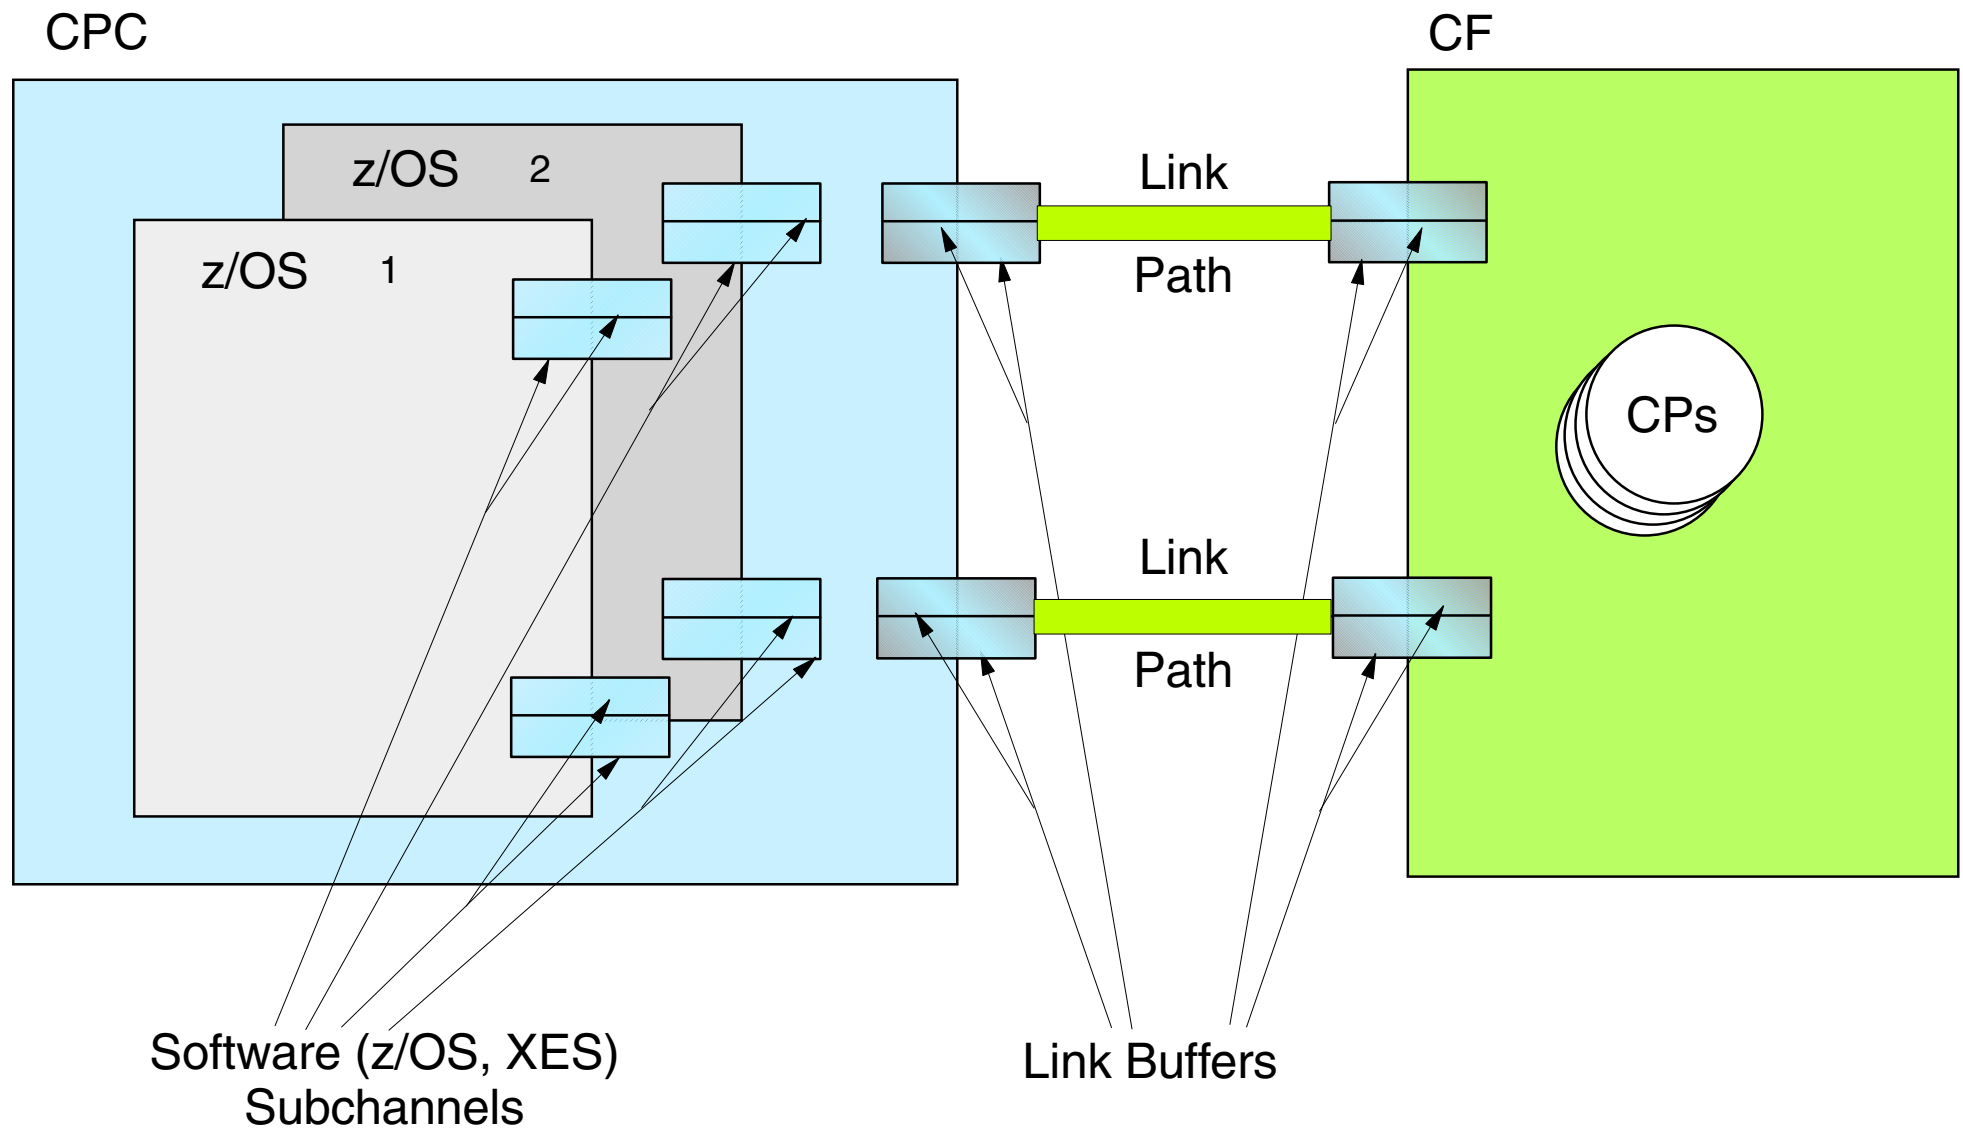 CPC
CF
z/OS 2
z/OS 1
Link
Path
CPs
Link
Path
Software (z/OS, XES)
Subchannels
Link Buffers